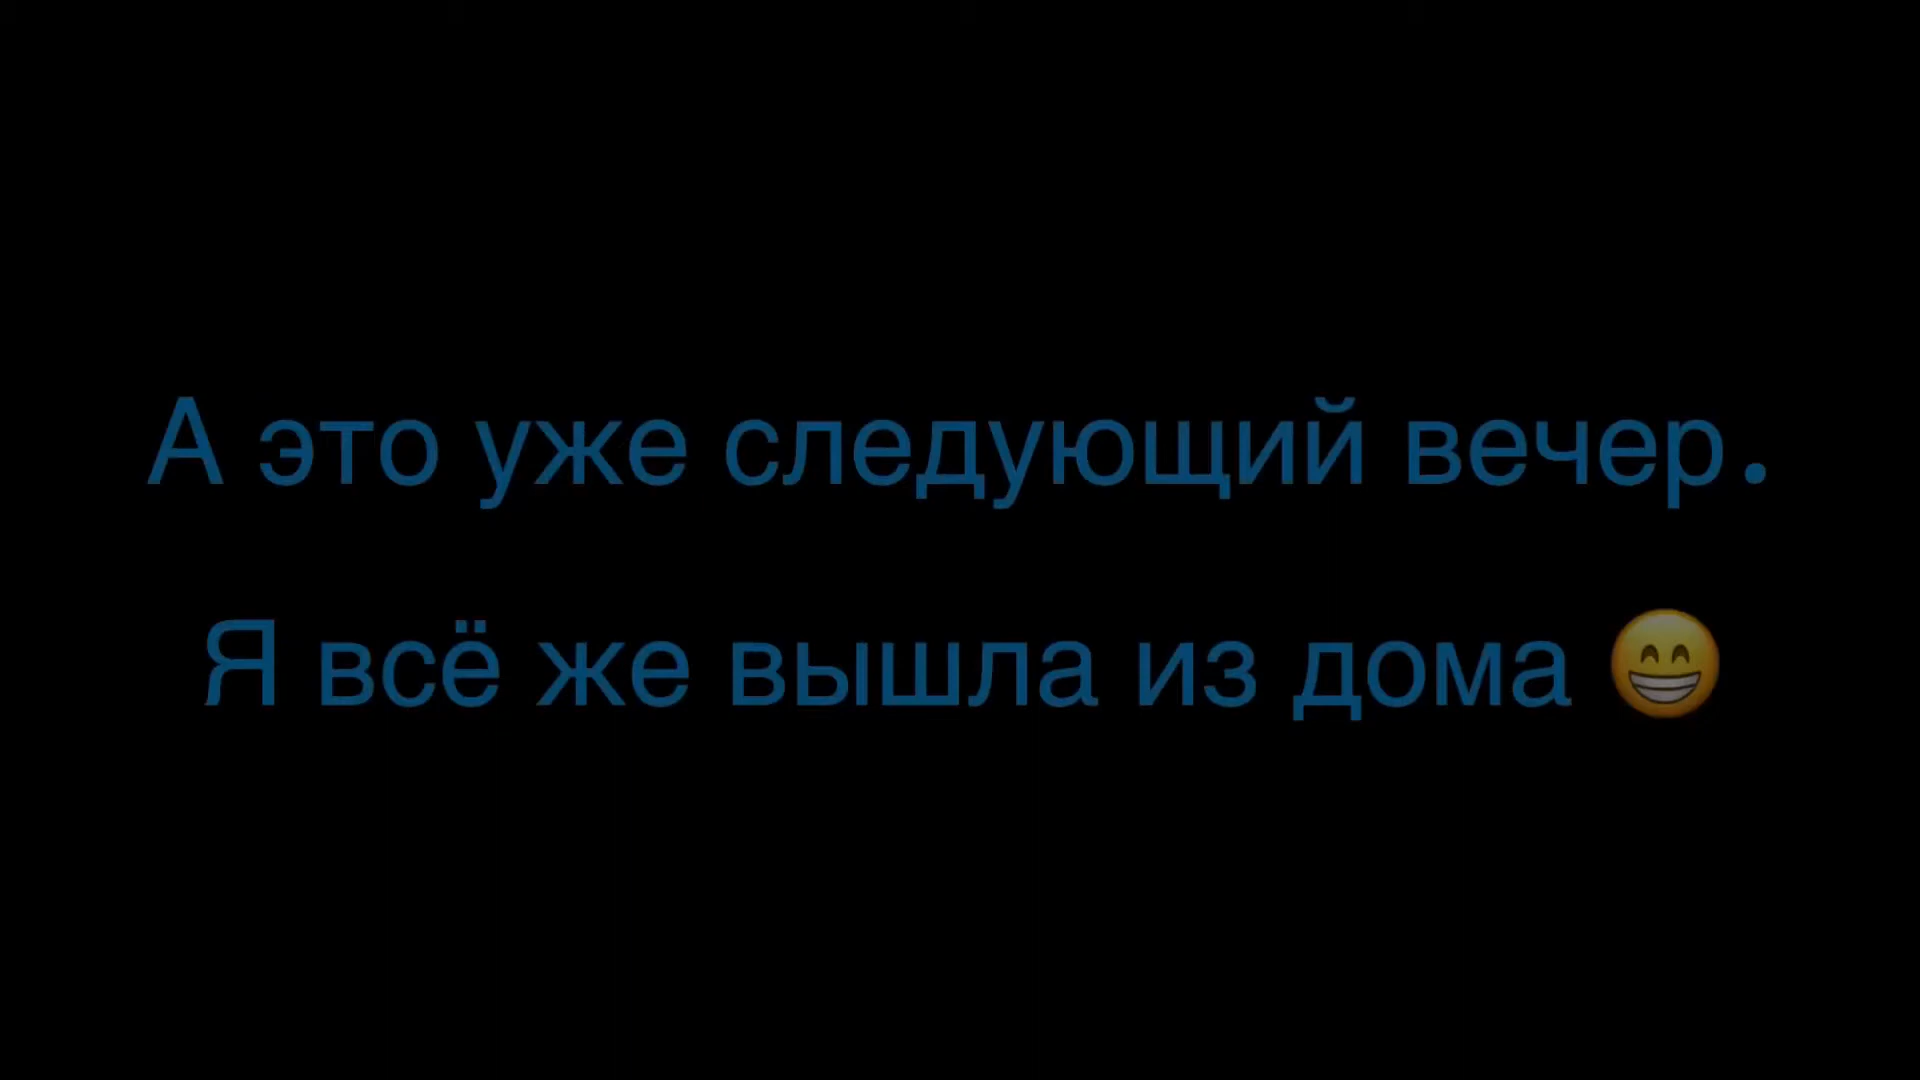 А это уже следующий вечер.
Я всё же вышла из дома 😁